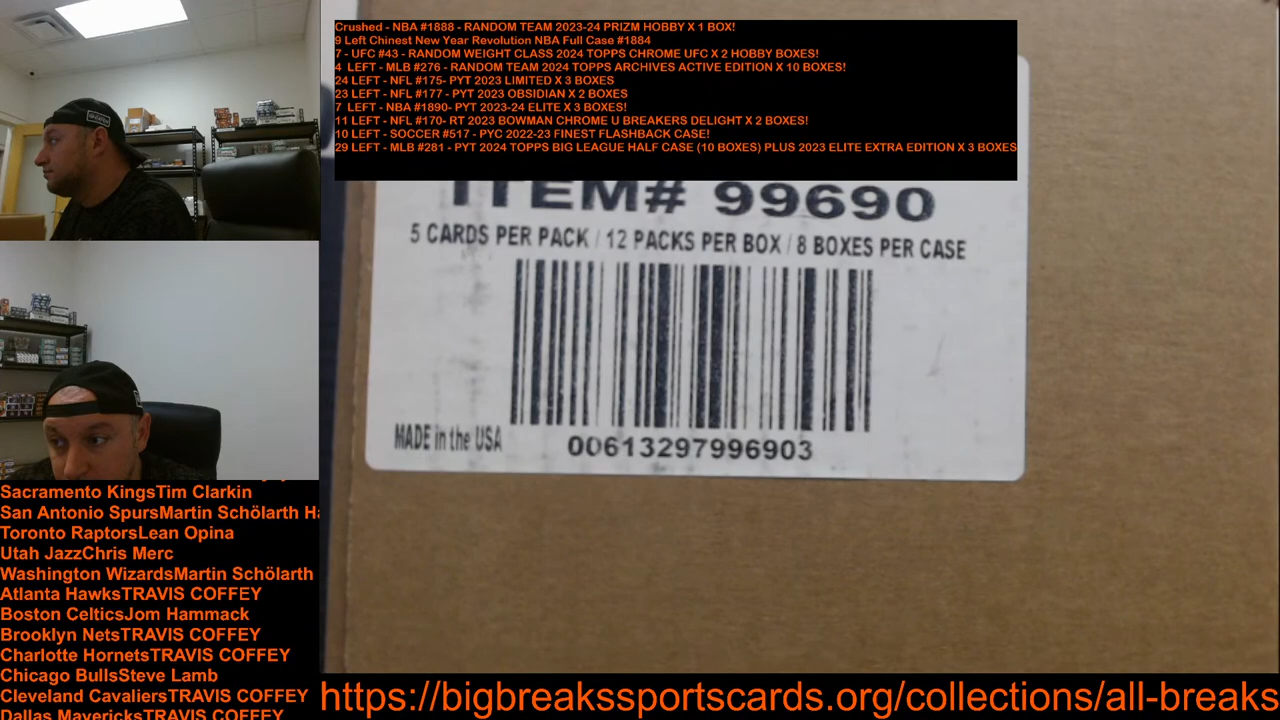 Crushed - NBA #1888 - RANDOM TEAM 2023-24 PRIZM HOBBY X 1 BOX!
9 Left Chinest New Year Revolution NBA Full Case #1884
7 - UFC #43 - RANDOM WEIGHT CLASS 2024 TOPPS CHROME UFC X 2 HOBBY BOXES!
4 LEFT - MLB #276 - RANDOM TEAM 2024 TOPPS ARCHIVES ACTIVE EDITION X 10 BOXES!
24 LEFT - NFL #175- PYT 2023 LIMITED X 3 BOXES
23 LEFT - NFL #177 - PYT 2023 OBSIDIAN X 2 BOXES
7 LEFT - NBA #1890- PYT 2023-24 ELITE X 3 BOXES!
11 LEFT - NFL #170- RT 2023 BOWMAN CHROME U BREAKERS DELIGHT X 2 BOXES!
10 LEFT - SOCCER #517 - PYC 2022-23 FINEST FLASHBACK CASE!
29 LEFT - MLB #281 - PYT 2024 TOPPS BIG LEAGUE HALF CASE (10 BOXES) PLUS 2023 ELITE EXTRA EDITION X 3 BOXES
ITEM# 99690
5 CARDS PER PACK / 12 PACKS PER BOX / 8 BOXES PER CASE
MADE in the USA
00613297996903
Sacramento KingsTim Clarkin
San Antonio SpursMartin Schölarth
Toronto RaptorsLean Opina
Utah JazzChris Merc
Washington WizardsMartin Schölarth
Atlanta HawksTRAVIS COFFEY
Boston CelticsJom Hammack
Brooklyn NetsTRAVIS COFFEY
Charlotte HornetsTRAVIS COFFEY
Chicago BullsSteve Lamb
Cleveland CavaliersTRAVIS COFFEY
Dallas MavericksTRAVIS COFFEY
https://bigbreakssportscards.org/collections/all-breaks